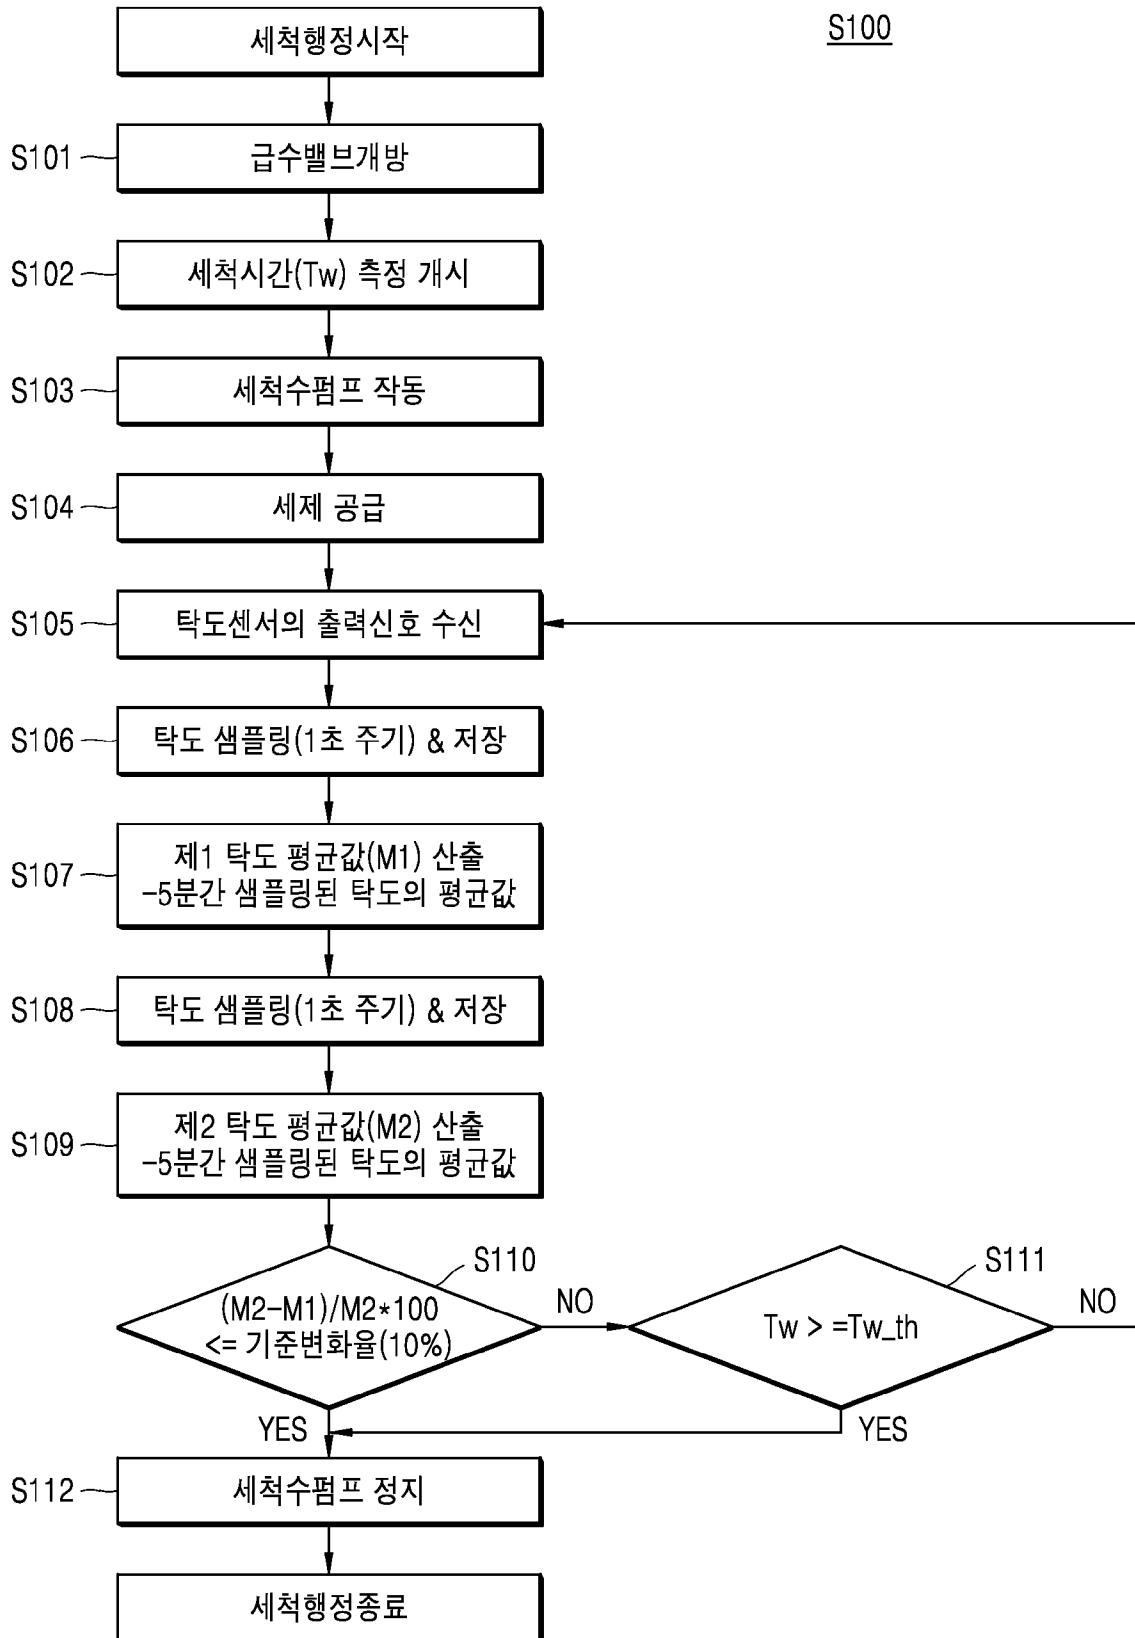 S100
세척행정시작
S101
급수밸브개방
S102
세척시간(Tw) 측정 개시
S103
세척수펌프 작동
S104
세제 공급
S105
탁도센서의 출력신호 수신
S106
탁도 샘플링(1초 주기) & 저장
S107
제1 탁도 평균값(M1) 산출
-5분간 샘플링된 탁도의 평균값
S108
탁도 샘플링(1초 주기) & 저장
S109
제2 탁도 평균값(M2) 산출
-5분간 샘플링된 탁도의 평균값
S110
(M2-M1)/M2*100
<= 기준변화율(10%)
NO
S111
Tw > =Tw_th
NO
YES
YES
S112
세척수펌프 정지
세척행정종료